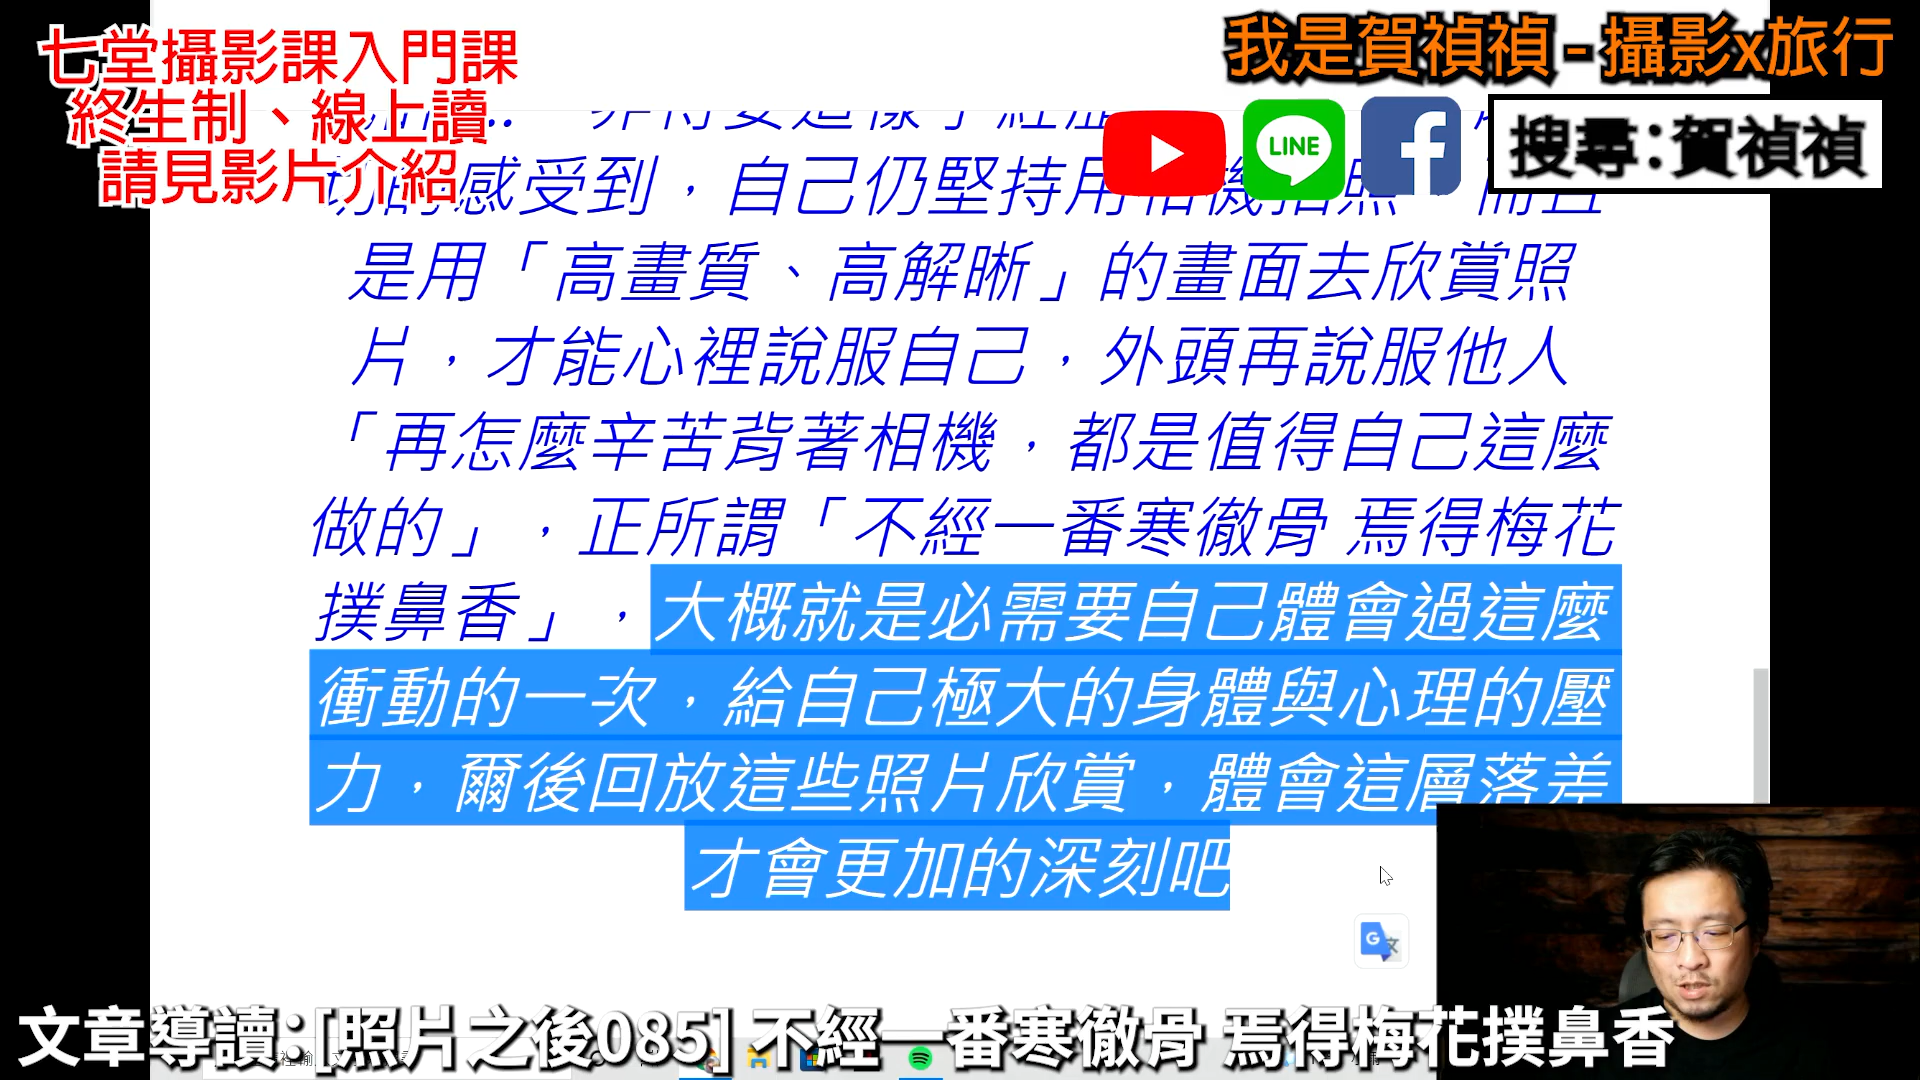 七堂攝影課入門課
終生制、線上讀
請見影片介紹
我是賀禎禎 - 攝影x旅行
LINE
搜尋:賀禎禎
感受到，自己仍堅持用相機拍照，而且
是用「高畫質、高解晰」的畫面去欣賞照
片，才能心裡說服自己，外頭再說服他人
「再怎麼辛苦背著相機，都是值得自己這麼
做的」，正所謂「不經一番寒徹骨 焉得梅花
撲鼻香」，大概就是必需要自己體會過這麼
衝動的一次，給自己極大的身體與心理的壓
力，爾後回放這些照片欣賞，體會這層落差
才會更加的深刻吧
文章導讀:[照片之後085] 不經一番寒徹骨 焉得梅花撲鼻香